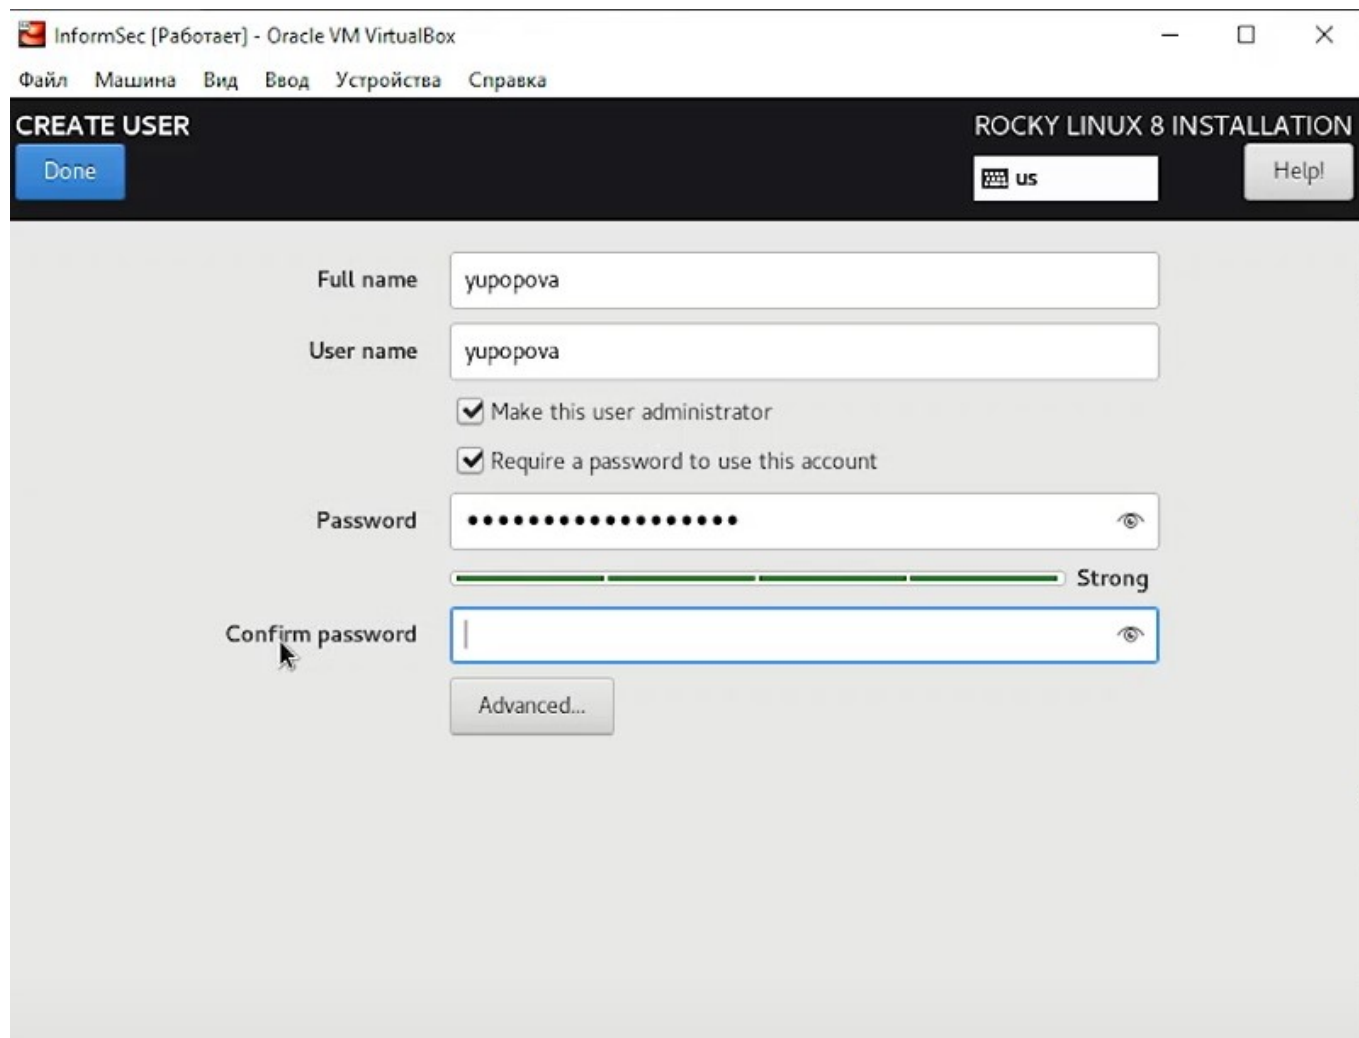 InformSec [Работает] - Oracle VM VirtualBox
Файл Машина Вид Ввод Устройства Справка
CREATE USER
ROCKY LINUX 8 INSTALLATION
Done
us
Help!
Full name
yupopova
User name
yupopova
Make this user administrator
Require a password to use this account
Password
••••••••••••••••••
Strong
Confirm password
Advanced...